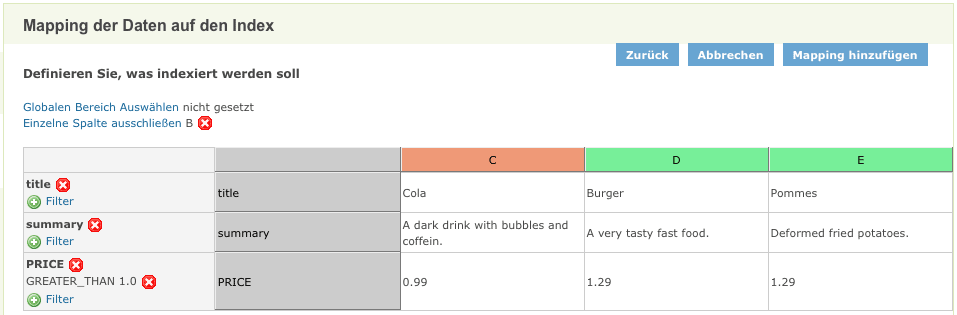 Mapping der Daten auf den Index
Zurück Abbrechen Mapping hinzufügen
Definieren Sie, was indexiert werden soll
Globalen Bereich Auswählen nicht gesetzt
Einzelne Spalte ausschließen B
C D E
title
Filter
title Cola Burger Pommes
summary
Filter
summary
A dark drink with bubbles and
coffein.
A very tasty fast food.
Deformed fried potatoes.
PRICE
GREATER_THAN 1.0
Filter
PRICE 0.99 1.29 1.29